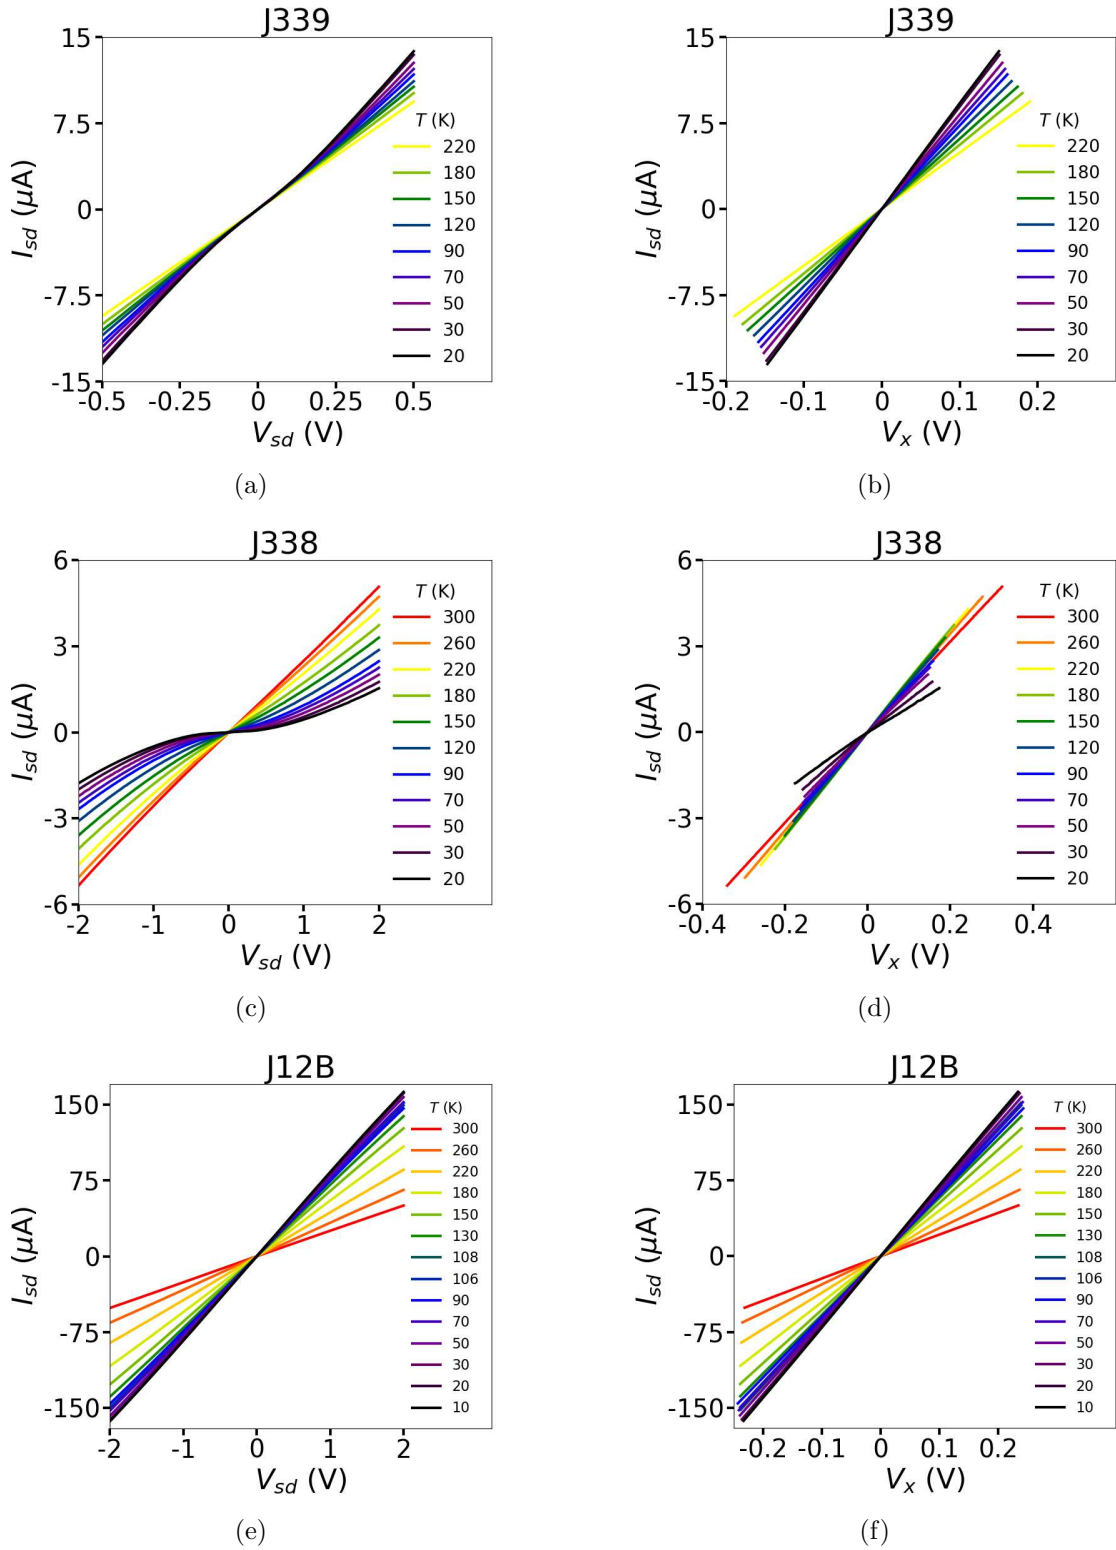 J339
15
7.5
0
-7.5
-15
-0.5 -0.25 0 0.25 0.5
I_sd (μA)
V_sd (V)
T (K)
220
180
150
120
90
70
50
30
20
(a)
J339
15
7.5
0
-7.5
-15
-0.2 -0.1 0 0.1 0.2
I_sd (μA)
V_x (V)
T (K)
220
180
150
120
90
70
50
30
20
(b)
J338
6
3
0
-3
-6
-2 -1 0 1 2
I_sd (μA)
V_sd (V)
T (K)
300
260
220
180
150
120
90
70
50
30
20
(c)
J338
6
3
0
-3
-6
-0.4 -0.2 0 0.2 0.4
I_sd (μA)
V_x (V)
T (K)
300
260
220
180
150
120
90
70
50
30
20
(d)
J12B
150
75
0
-75
-150
-2 -1 0 1 2
I_sd (μA)
V_sd (V)
T (K)
300
260
220
180
150
130
108
106
90
70
50
30
20
10
(e)
J12B
150
75
0
-75
-150
-0.2 -0.1 0 0.1 0.2
I_sd (μA)
V_x (V)
T (K)
300
260
220
180
150
130
108
106
90
70
50
30
20
10
(f)